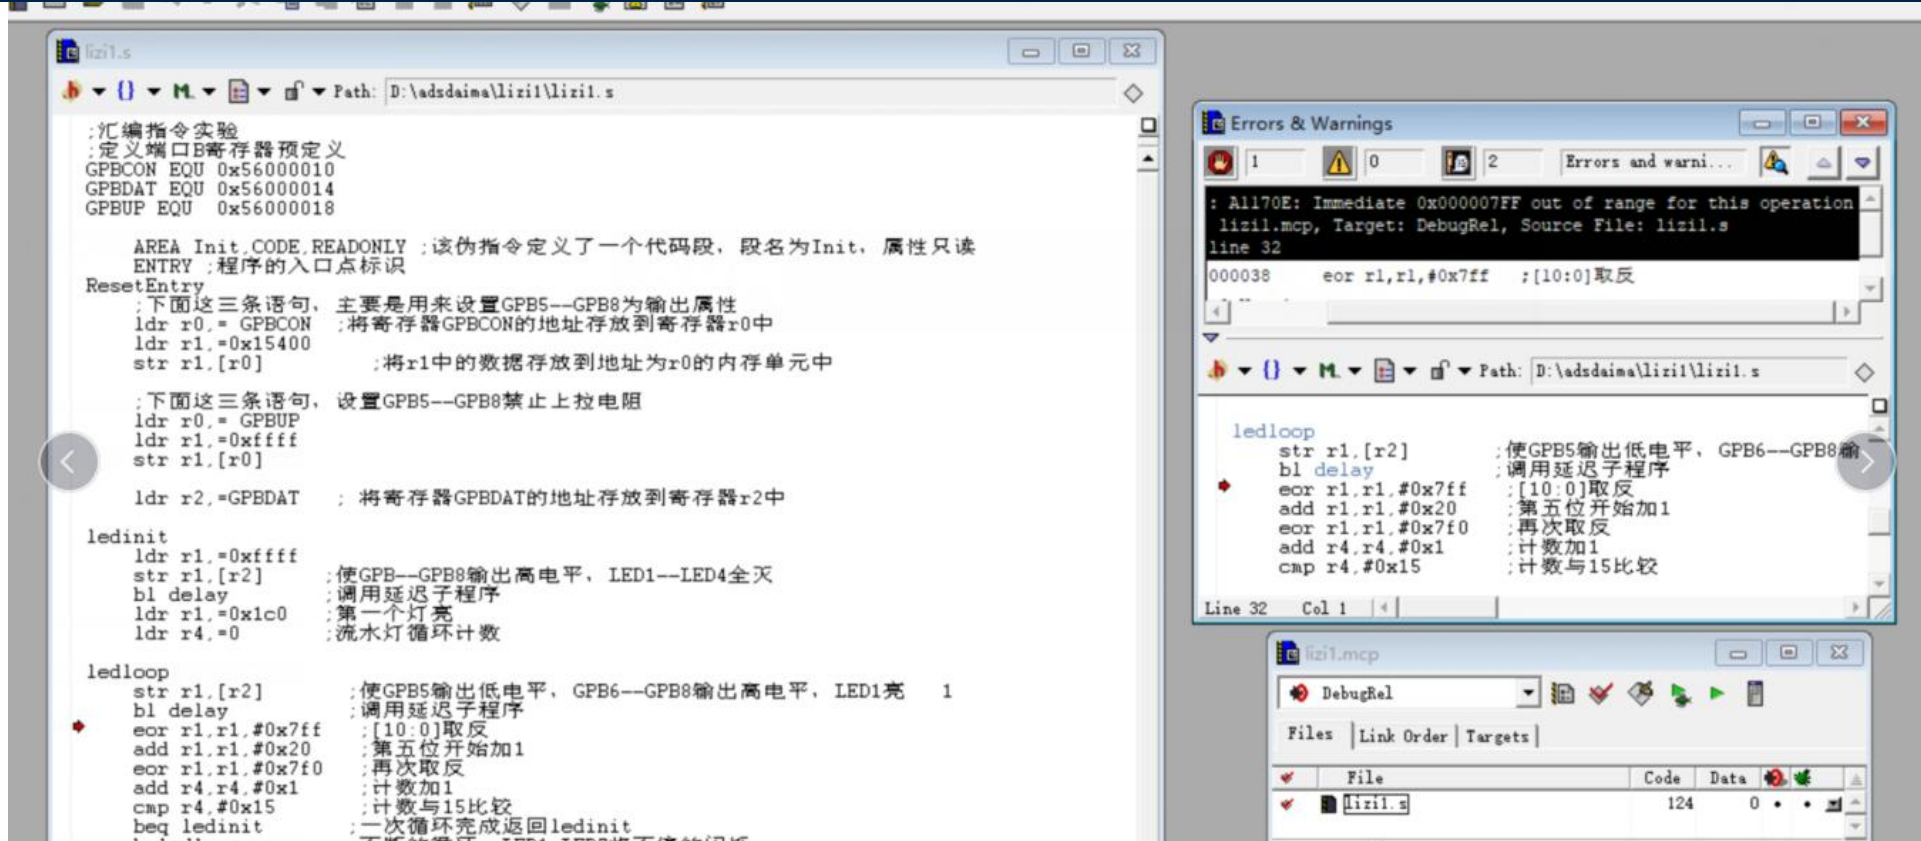 lizi1.s
Path: D:\adsdaima\lizi1\lizi1.s
;汇编指令实验
;定义端口B寄存器预定义
GPBCON EQU 0x56000010
GPBDAT EQU 0x56000014
GPBUP EQU  0x56000018
AREA Init,CODE,READONLY ;该伪指令定义了一个代码段，段名为Init，属性只读
ENTRY ;程序的入口点标识
ResetEntry
;下面这三条语句，主要是用来设置GPB5--GPB8为输出属性
ldr r0,= GPBCON  ;将寄存器GPBCON的地址存放到寄存器r0中
ldr r1,=0x15400
str r1,[r0]       ;将r1中的数据存放到地址为r0的内存单元中
;下面这三条语句，设置GPB5--GPB8禁止上拉电阻
ldr r0,= GPBUP
ldr r1,=0xffff
str r1,[r0]
ldr r2,=GPBDAT   ; 将寄存器GPBDAT的地址存放到寄存器r2中
ledinit
ldr r1,=0xffff
str r1,[r2]     ;使GPB--GPB8输出高电平，LED1--LED4全灭
bl delay        ;调用延迟子程序
ldr r1,=0x1c0   ;第一个灯亮
ldr r4,=0       ;流水灯循环计数
ledloop
str r1,[r2]       ;使GPB5输出低电平，GPB6--GPB8输出高电平，LED1亮   1
bl delay          ;调用延迟子程序
eor r1,r1,#0x7ff   ;[10:0]取反
add r1,r1,#0x20    ;第五位开始加1
eor r1,r1,#0x7f0   ;再次取反
add r4,r4,#0x1     ;计数加1
cmp r4,#0x15       ;计数与15比较
beq ledinit       ;一次循环完成返回ledinit
Errors & Warnings
1 0 2 Errors and warni...
: A1170E: Immediate 0x000007FF out of range for this operation
lizi1.mcp, Target: DebugRel, Source File: lizi1.s
line 32
000038    eor r1,r1,#0x7ff   ;[10:0]取反
Path: D:\adsdaima\lizi1\lizi1.s
ledloop
str r1,[r2]       ;使GPB5输出低电平，GPB6--GPB8输
bl delay          ;调用延迟子程序
eor r1,r1,#0x7ff   ;[10:0]取反
add r1,r1,#0x20    ;第五位开始加1
eor r1,r1,#0x7f0   ;再次取反
add r4,r4,#0x1     ;计数加1
cmp r4,#0x15       ;计数与15比较
Line 32   Col 1
lizi1.mcp
DebugRel
Files Link Order Targets
File Code Data
lizi1.s 124 0